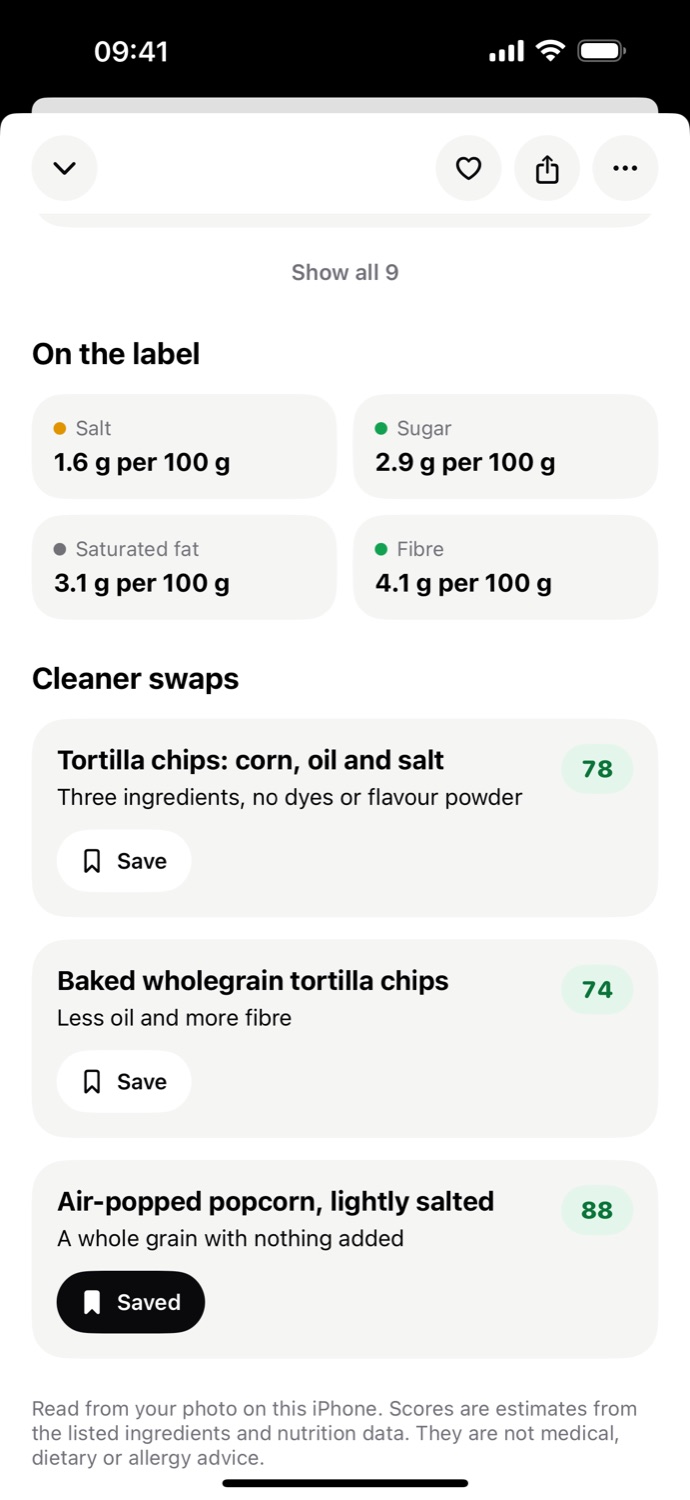 09:41
Show all 9
On the label
Salt
1.6 g per 100 g
Sugar
2.9 g per 100 g
Saturated fat
3.1 g per 100 g
Fibre
4.1 g per 100 g
Cleaner swaps
Tortilla chips: corn, oil and salt
78
Three ingredients, no dyes or flavour powder
Save
Baked wholegrain tortilla chips
74
Less oil and more fibre
Save
Air-popped popcorn, lightly salted
88
A whole grain with nothing added
Saved
Read from your photo on this iPhone. Scores are estimates from
the listed ingredients and nutrition data. They are not medical,
dietary or allergy advice.